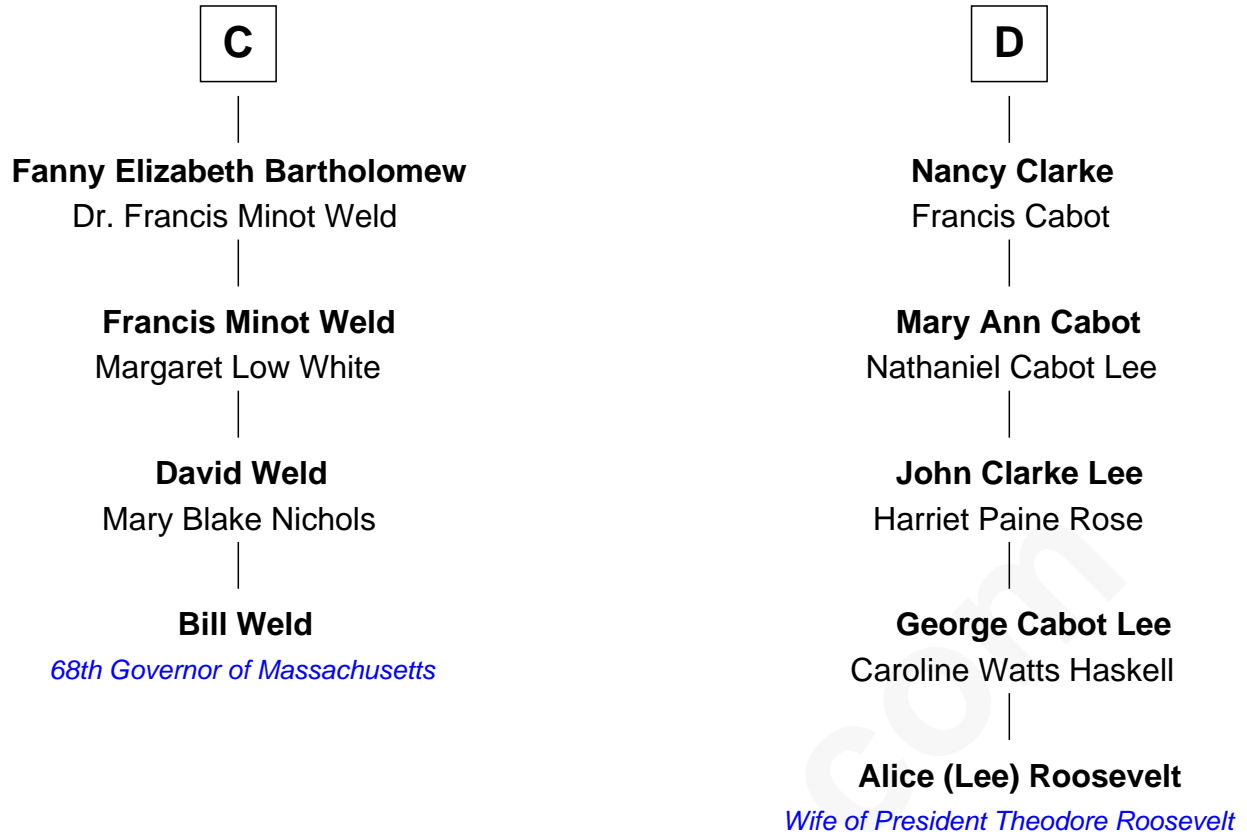 C
Fanny Elizabeth Bartholomew
Dr. Francis Minot Weld
Francis Minot Weld
Margaret Low White
David Weld
Mary Blake Nichols
Bill Weld
68th Governor of Massachusetts
D
Nancy Clarke
Francis Cabot
Mary Ann Cabot
Nathaniel Cabot Lee
John Clarke Lee
Harriet Paine Rose
George Cabot Lee
Caroline Watts Haskell
Alice (Lee) Roosevelt
Wife of President Theodore Roosevelt
com